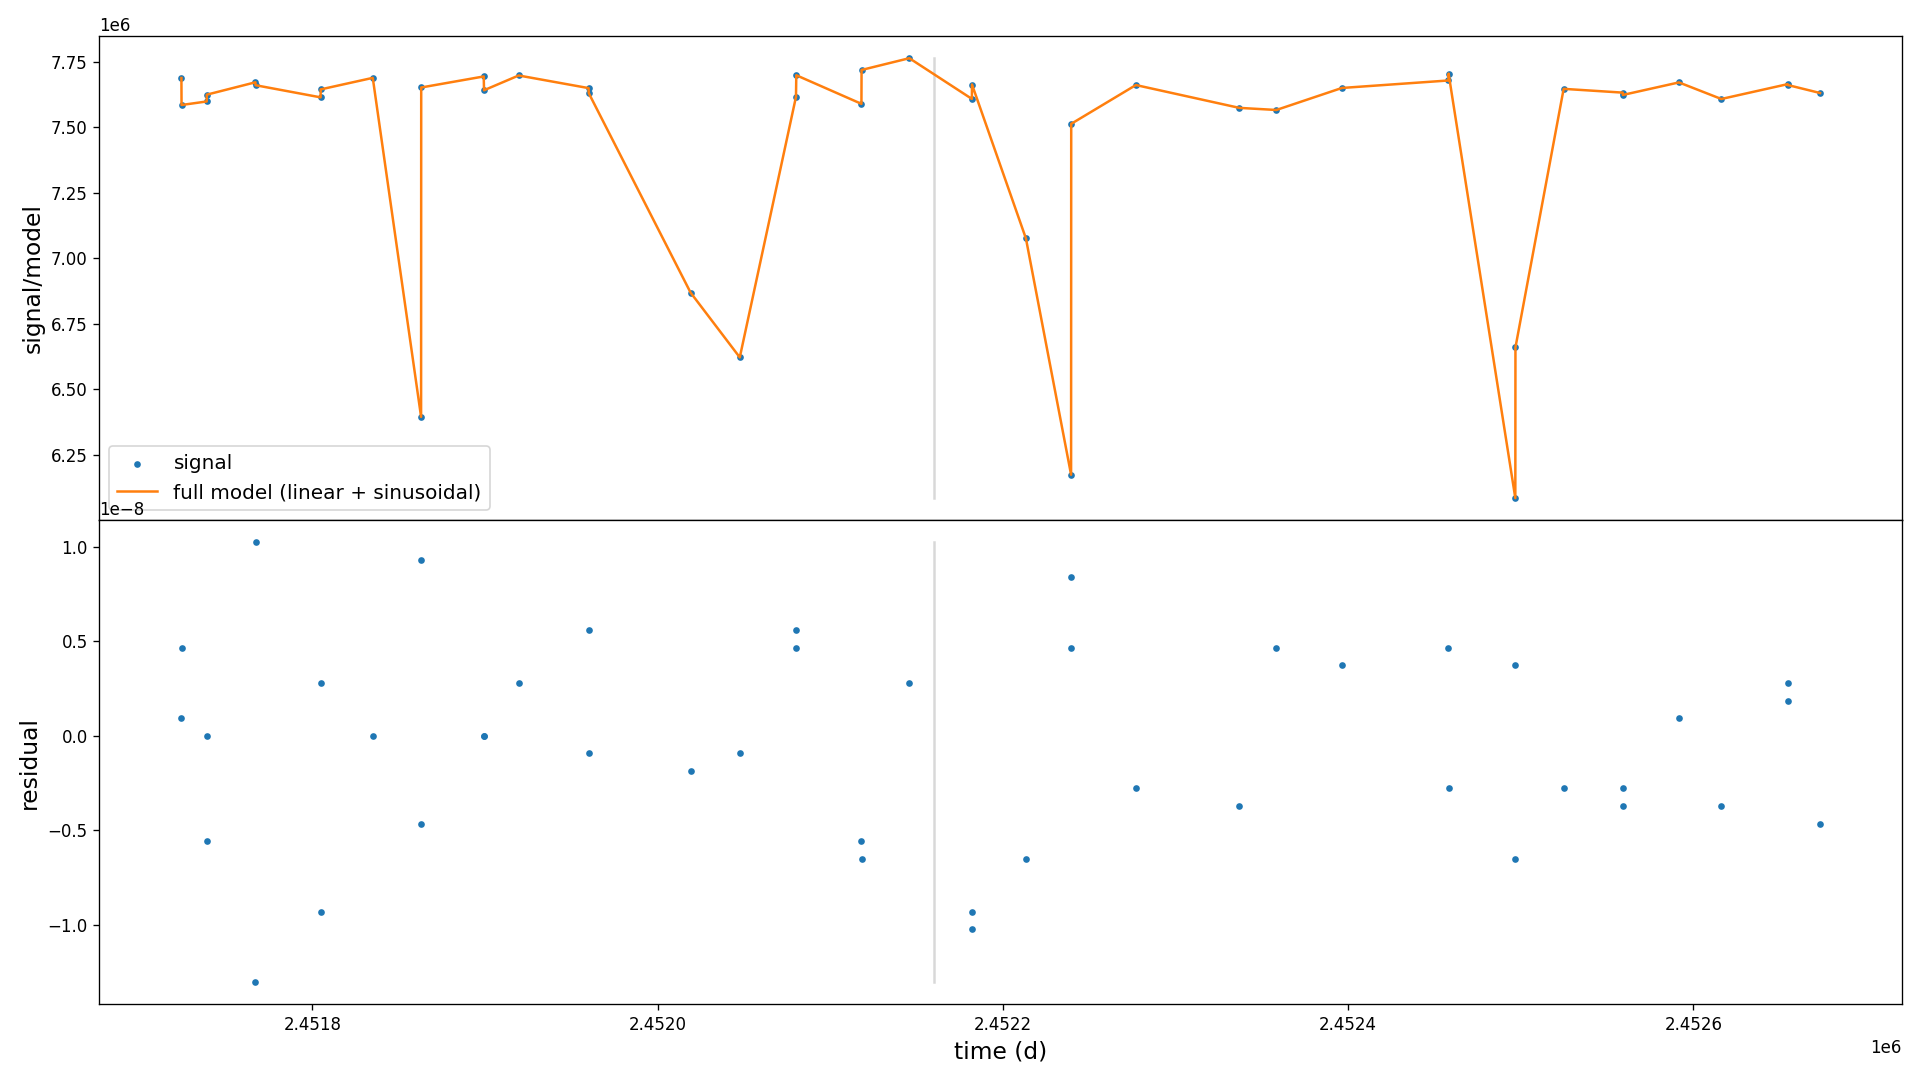 1e6
7.75
7.50
7.25
7.00
6.75
6.50
6.25
signal/model
signal
full model (linear + sinusoidal)
1e−8
1.0
0.5
0.0
−0.5
−1.0
residual
2.4518
2.4520
2.4522
2.4524
2.4526
1e6
time (d)